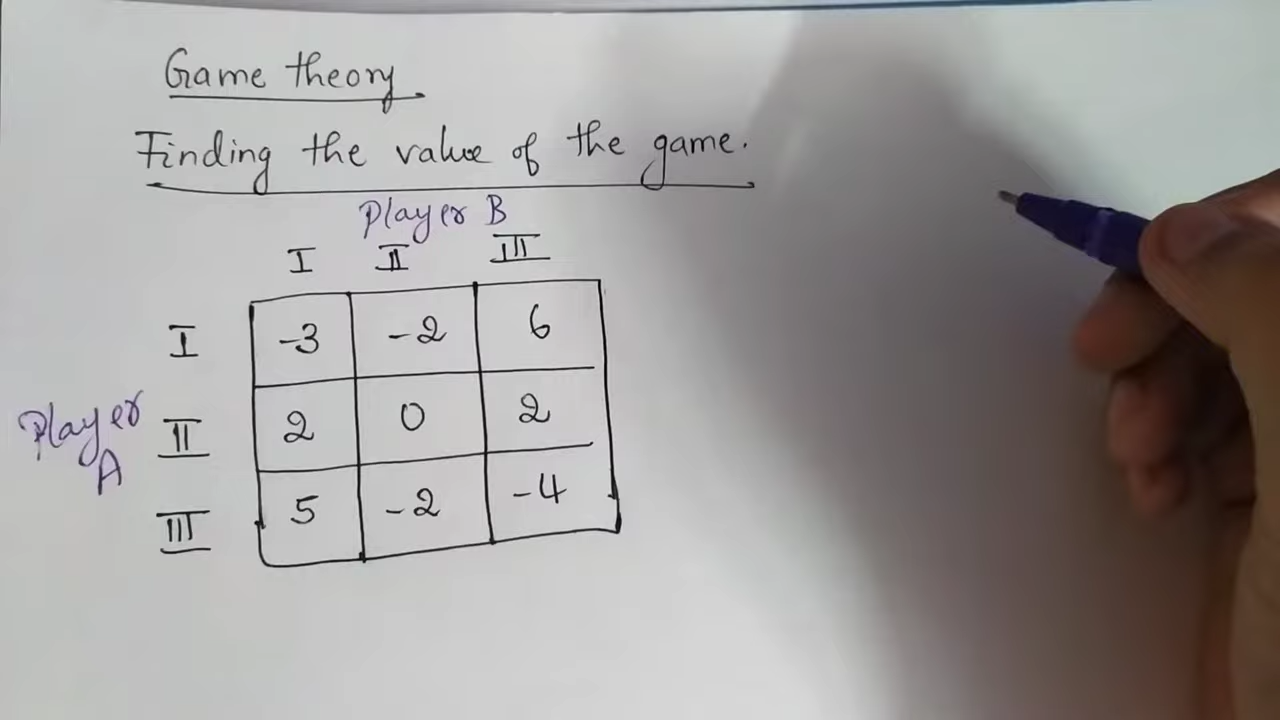 Game theory
Finding the value of the game.
Player B
I II III
I -3 -2 6
Player A
II 2 0 2
III 5 -2 -4